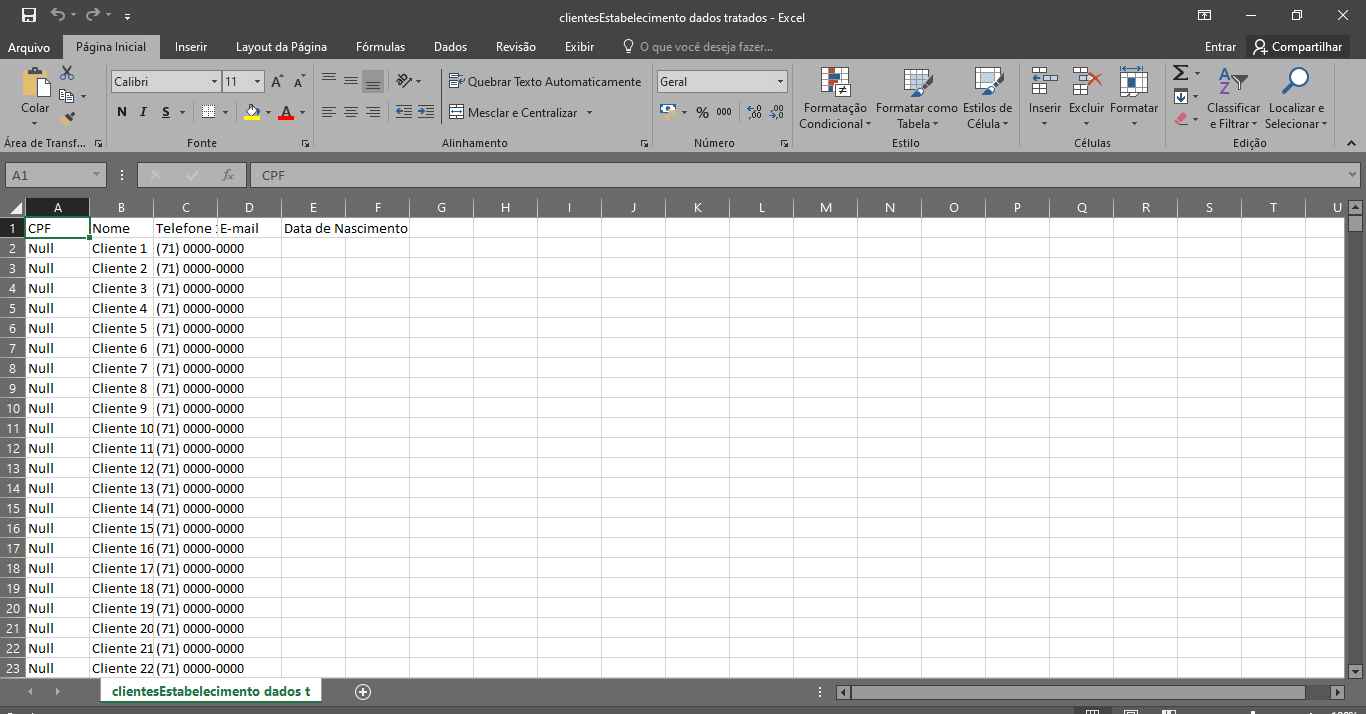 clientesEstabelecimento dados tratados - Excel
Arquivo Página Inicial Inserir Layout da Página Fórmulas Dados Revisão Exibir O que você deseja fazer... Entrar Compartilhar
Colar
Calibri 11
Quebrar Texto Automaticamente
Geral
N I S
Mesclar e Centralizar
% 000
Formatação Condicional
Formatar como Tabela
Estilos de Célula
Inserir Excluir Formatar
Classificar e Filtrar
Localizar e Selecionar
Área de Transf... Fonte Alinhamento Número Estilo Células Edição
A1 fx CPF
A B C D E F G H I J K L M N O P Q R S T U
1 CPF Nome Telefone E-mail Data de Nascimento
2 Null Cliente 1 (71) 0000-0000
3 Null Cliente 2 (71) 0000-0000
4 Null Cliente 3 (71) 0000-0000
5 Null Cliente 4 (71) 0000-0000
6 Null Cliente 5 (71) 0000-0000
7 Null Cliente 6 (71) 0000-0000
8 Null Cliente 7 (71) 0000-0000
9 Null Cliente 8 (71) 0000-0000
10 Null Cliente 9 (71) 0000-0000
11 Null Cliente 10 (71) 0000-0000
12 Null Cliente 11 (71) 0000-0000
13 Null Cliente 12 (71) 0000-0000
14 Null Cliente 13 (71) 0000-0000
15 Null Cliente 14 (71) 0000-0000
16 Null Cliente 15 (71) 0000-0000
17 Null Cliente 16 (71) 0000-0000
18 Null Cliente 17 (71) 0000-0000
19 Null Cliente 18 (71) 0000-0000
20 Null Cliente 19 (71) 0000-0000
21 Null Cliente 20 (71) 0000-0000
22 Null Cliente 21 (71) 0000-0000
23 Null Cliente 22 (71) 0000-0000
clientesEstabelecimento dados t